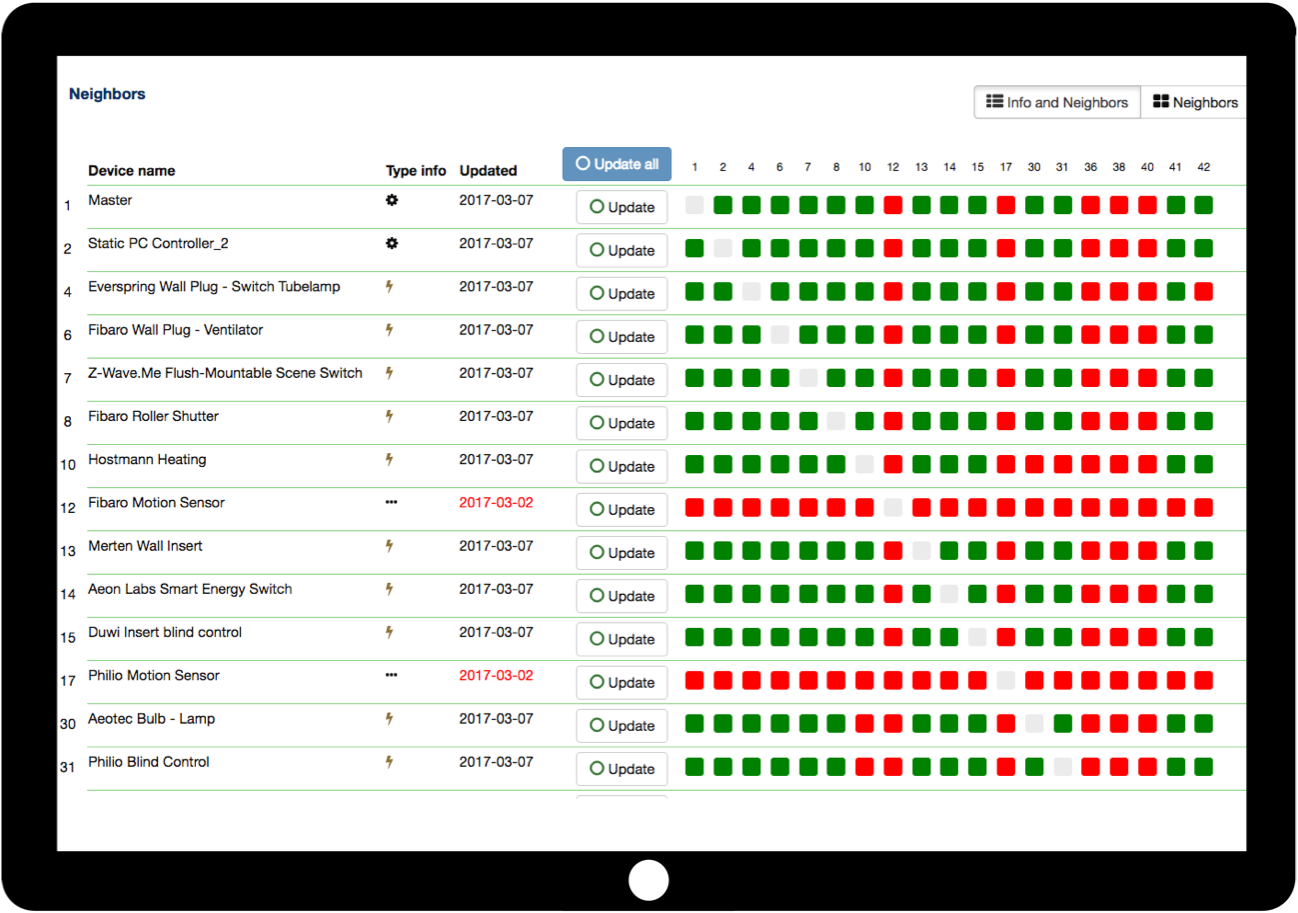 Neighbors
Info and Neighbors Neighbors
Device name Type info Updated Update all 1 2 4 6 7 8 10 12 13 14 15 17 30 31 36 38 40 41 42
1 Master 2017-03-07 Update
2 Static PC Controller_2 2017-03-07 Update
4 Everspring Wall Plug - Switch Tubelamp 2017-03-07 Update
6 Fibaro Wall Plug - Ventilator 2017-03-07 Update
7 Z-Wave.Me Flush-Mountable Scene Switch 2017-03-07 Update
8 Fibaro Roller Shutter 2017-03-07 Update
10 Hostmann Heating 2017-03-07 Update
12 Fibaro Motion Sensor 2017-03-02 Update
13 Merten Wall Insert 2017-03-07 Update
14 Aeon Labs Smart Energy Switch 2017-03-07 Update
15 Duwi Insert blind control 2017-03-07 Update
17 Philio Motion Sensor 2017-03-02 Update
30 Aeotec Bulb - Lamp 2017-03-07 Update
31 Philio Blind Control 2017-03-07 Update